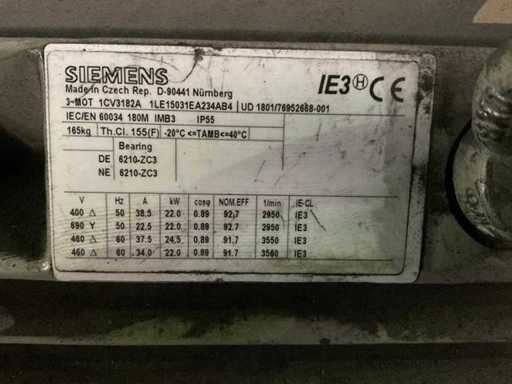 SIEMENS
Made in Czech Rep. D-90441 Nürnberg
IE3 H CE
3~MOT 1CV3182A 1LE15031EA234AB4 UD 1801/76952668-001
IEC/EN 60034 180M IMB3 IP55
165kg Th.Cl. 155(F) -20°C <=TAMB<=40°C
Bearing
DE 6210-ZC3
NE 6210-ZC3
V Hz A kW cosφ NOM.EFF 1/min IE-CL
400 Δ 50 38.5 22.0 0.89 92.7 2950 IE3
690 Y 50 22.5 22.0 0.89 92.7 2950 IE3
460 Δ 60 37.5 24.5 0.89 91.7 3550 IE3
460 Δ 60 34.0 22.0 0.89 91.7 3560 IE3